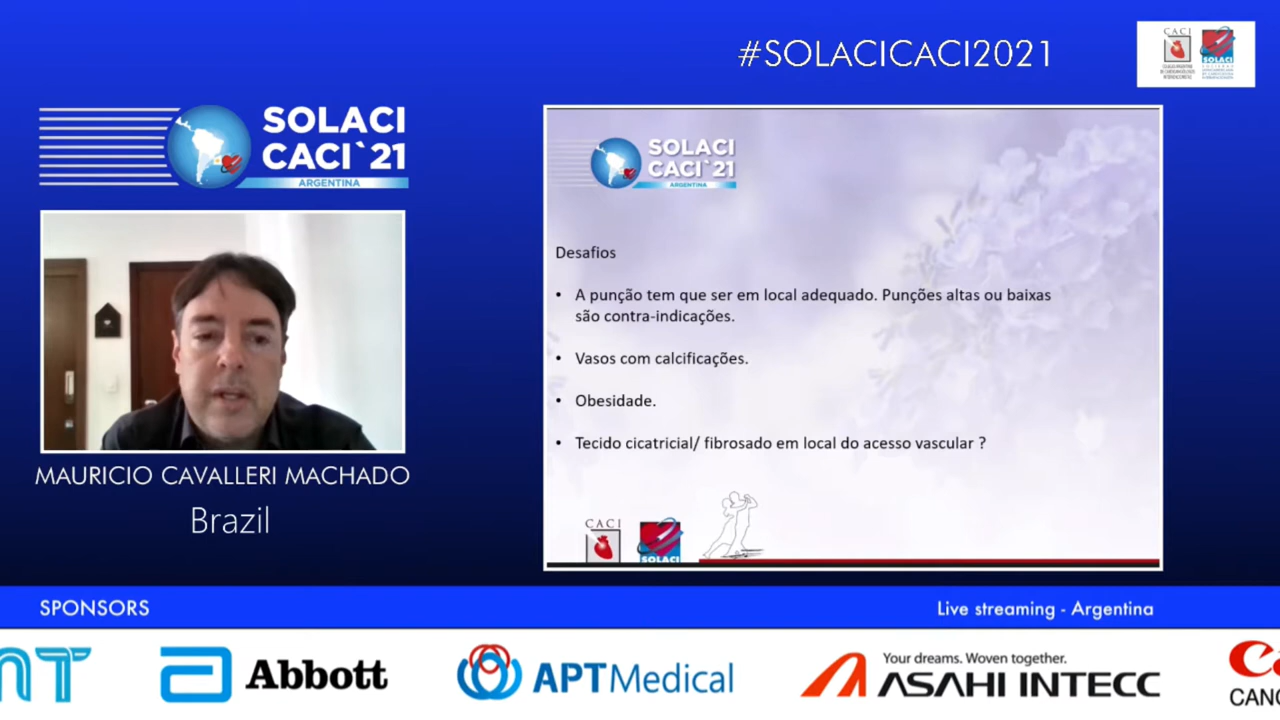 #SOLACICACI2021
CACI
SOLACI
SOLACI
CACI`21
ARGENTINA
MAURICIO CAVALLERI MACHADO
Brazil
SOLACI
CACI`21
ARGENTINA
Desafios
• A punção tem que ser em local adequado. Punções altas ou baixas
são contra-indicações.
• Vasos com calcificações.
• Obesidade.
• Tecido cicatricial/ fibrosado em local do acesso vascular ?
CACI
SOLACI
SPONSORS
Live streaming - Argentina
Abbott
APTMedical
Your dreams. Woven together.
ASAHI INTECC